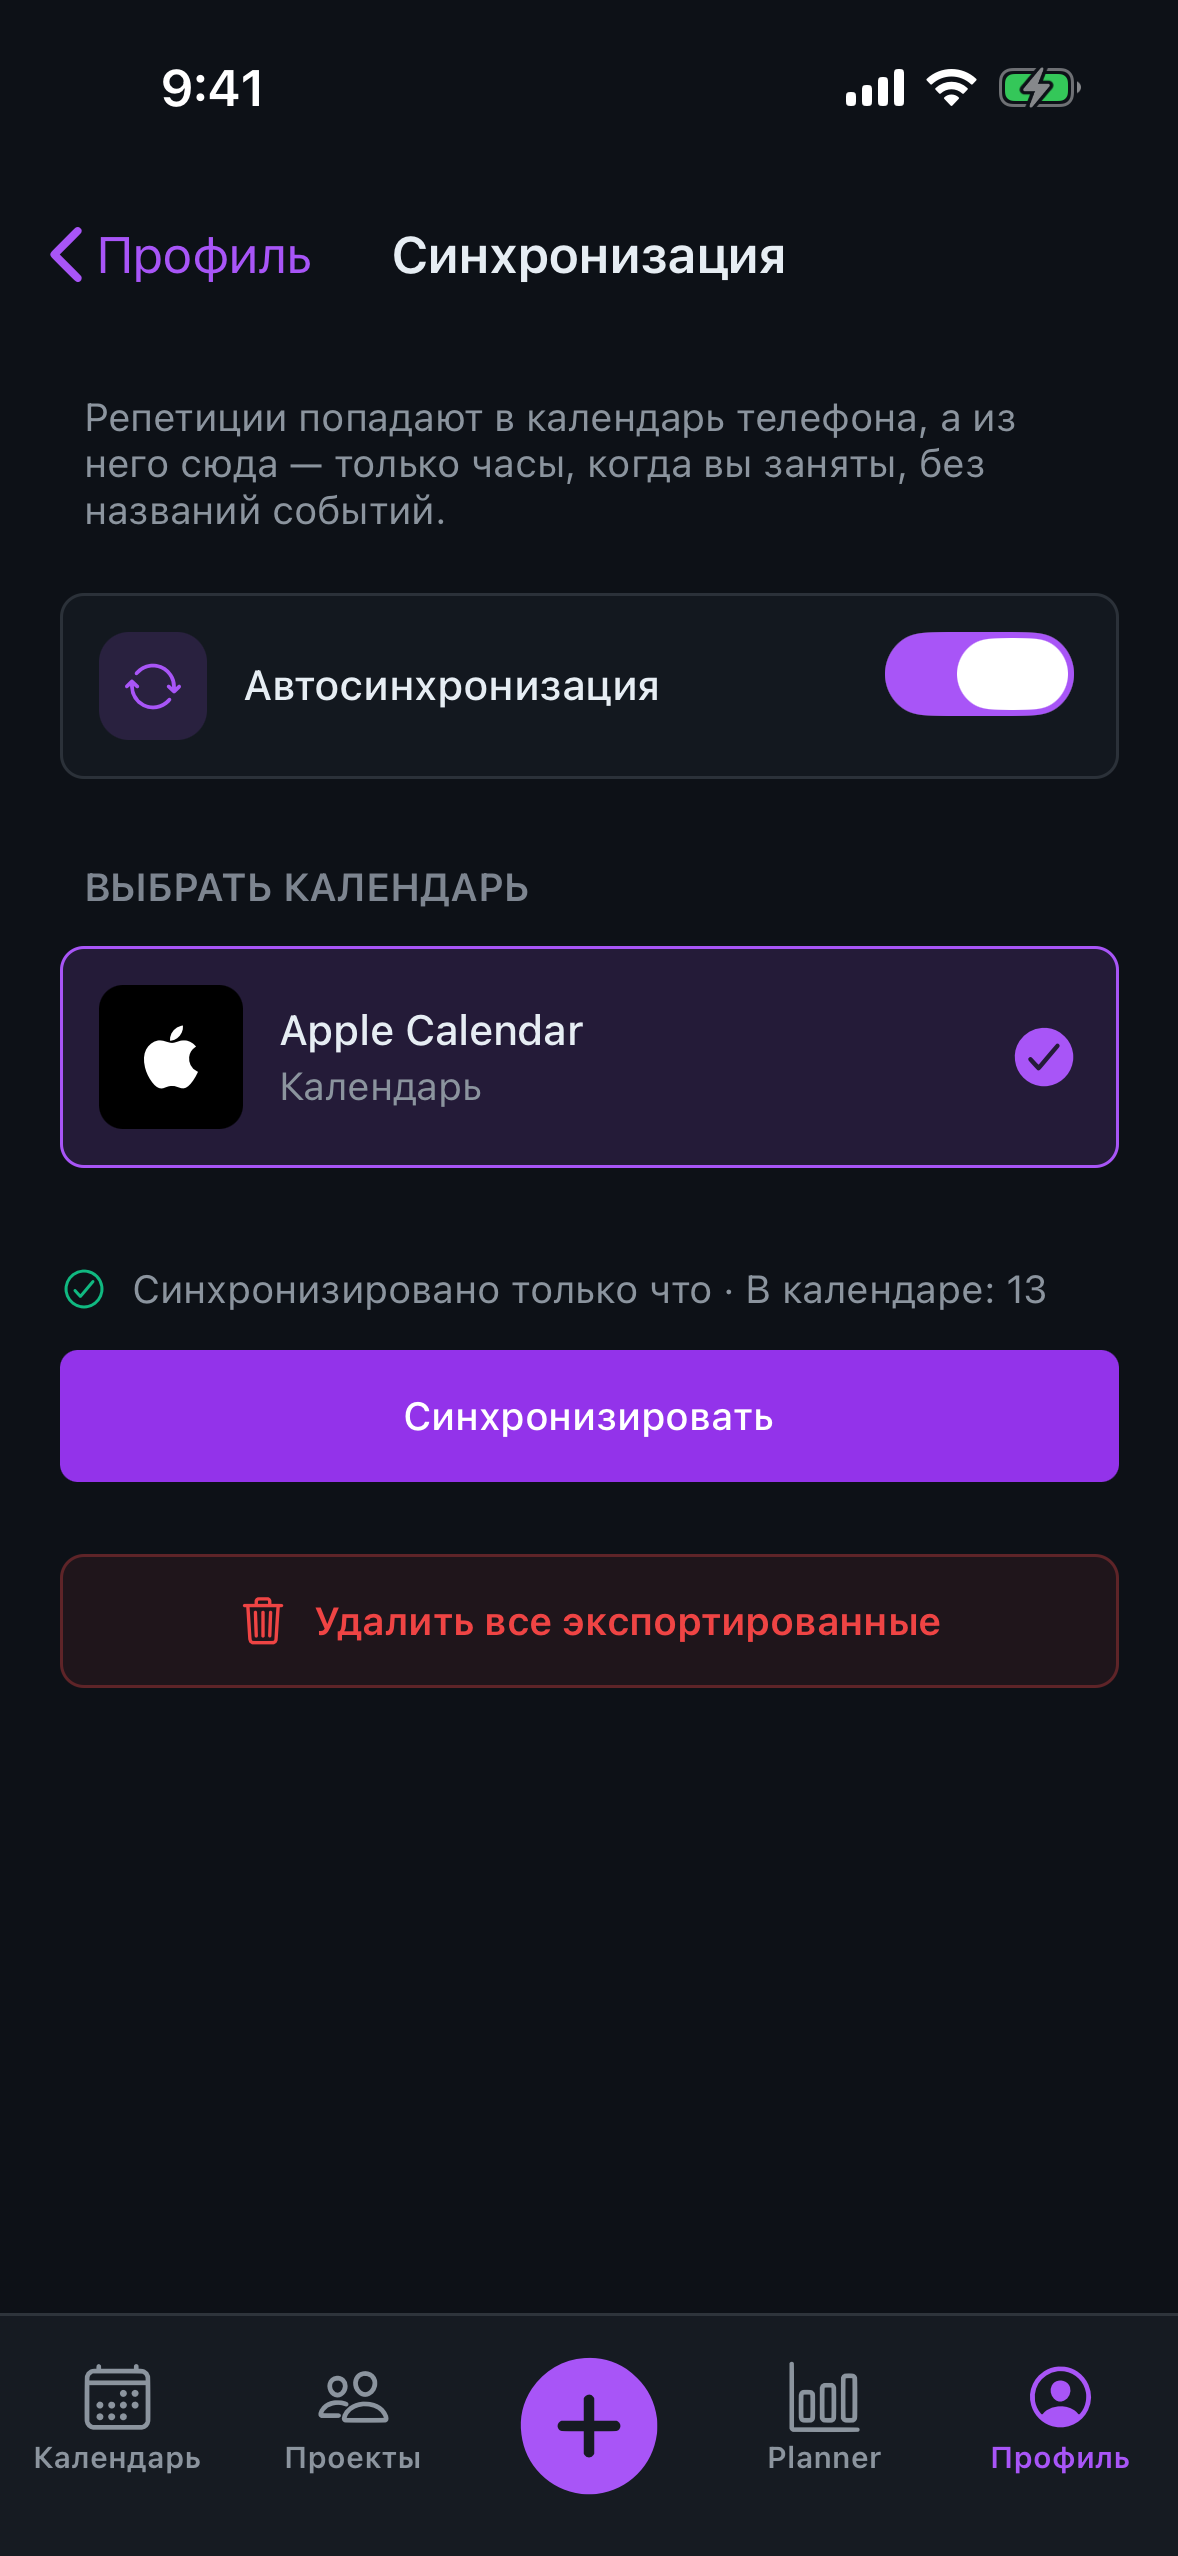 9:41
Профиль
Синхронизация
Репетиции попадают в календарь телефона, а из
него сюда — только часы, когда вы заняты, без
названий событий.
Автосинхронизация
ВЫБРАТЬ КАЛЕНДАРЬ
Apple Calendar
Календарь
Синхронизировано только что · В календаре: 13
Синхронизировать
Удалить все экспортированные
Календарь
Проекты
Planner
Профиль